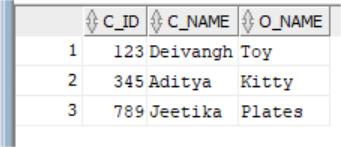 C_ID C_NAME O_NAME
1 123 Deivangh Toy
2 345 Aditya Kitty
3 789 Jeetika Plates